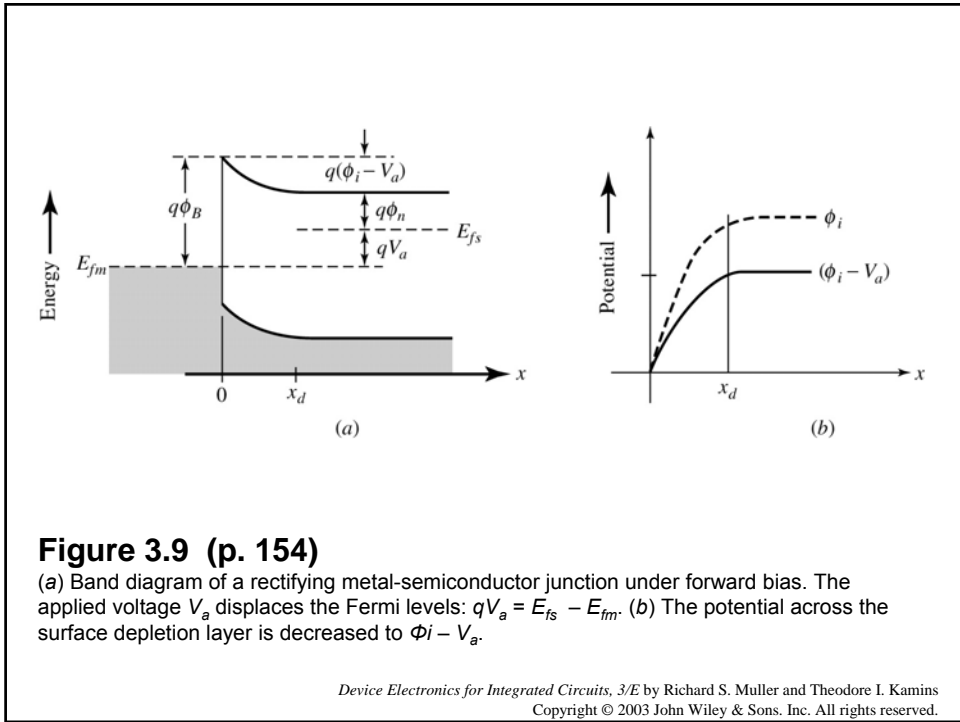 q(ϕi – Va)
qϕB
qϕn
Efs
qVa
Efm
Energy
x
0
xd
(a)
Potential
ϕi
(ϕi – Va)
x
xd
(b)
Figure 3.9 (p. 154)
(a) Band diagram of a rectifying metal-semiconductor junction under forward bias. The
applied voltage Va displaces the Fermi levels: qVa = Efs – Efm. (b) The potential across the
surface depletion layer is decreased to Φi – Va.
Device Electronics for Integrated Circuits, 3/E by Richard S. Muller and Theodore I. Kamins
Copyright © 2003 John Wiley & Sons. Inc. All rights reserved.